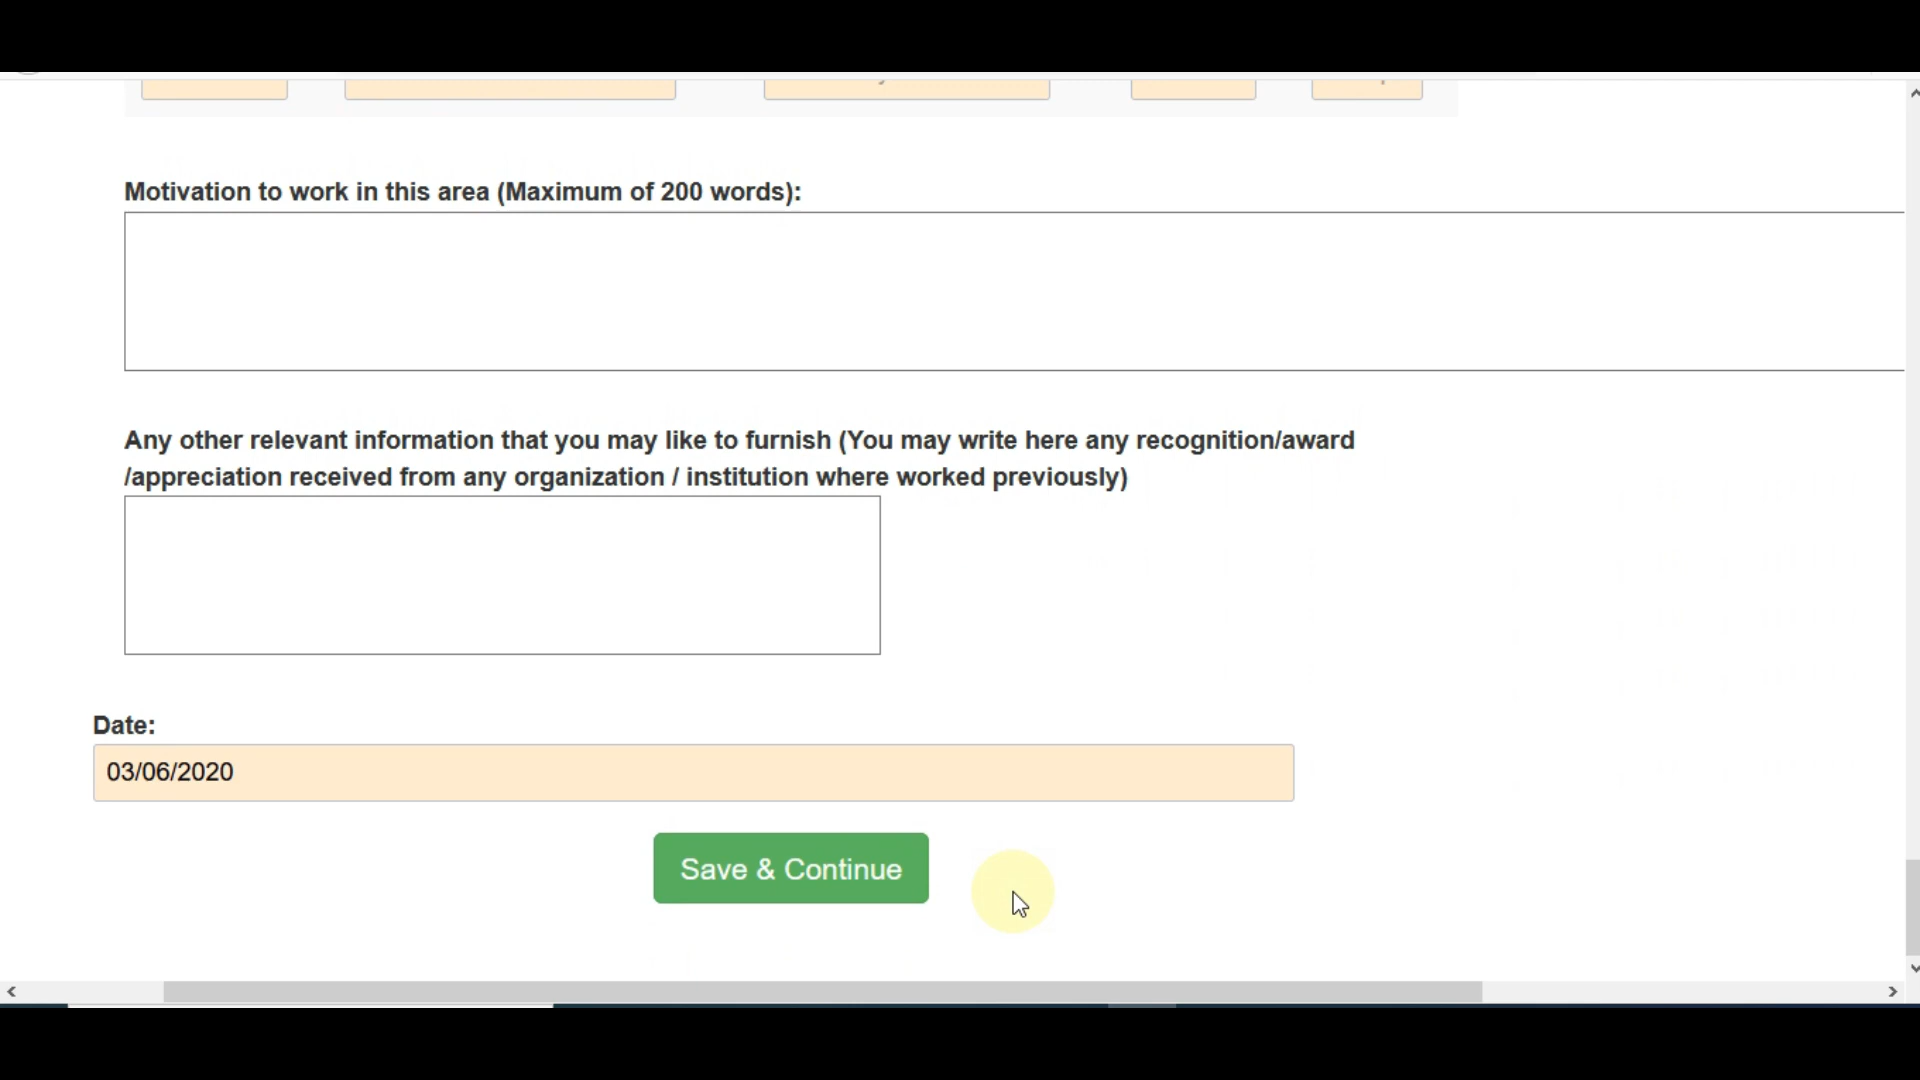 Motivation to work in this area (Maximum of 200 words):
Any other relevant information that you may like to furnish (You may write here any recognition/award
/appreciation received from any organization / institution where worked previously)
Date:
03/06/2020
Save & Continue